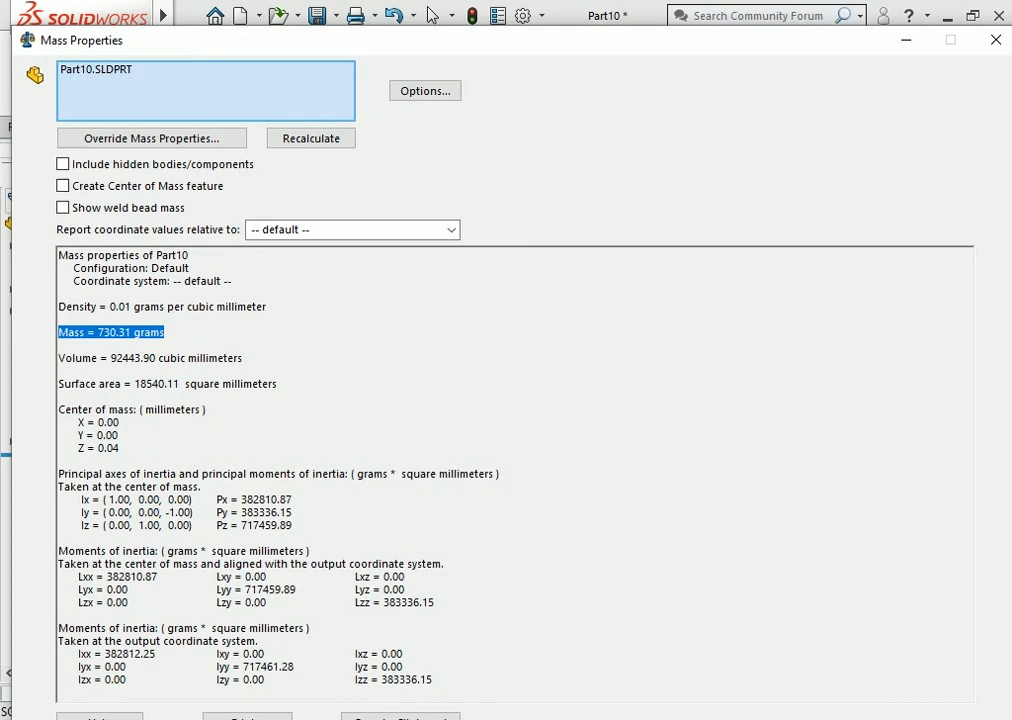 SOLIDWORKS
Part10 *
Search Community Forum
?
Mass Properties
Part10.SLDPRT
Options...
Override Mass Properties...
Recalculate
Include hidden bodies/components
Create Center of Mass feature
Show weld bead mass
Report coordinate values relative to:
-- default --
Mass properties of Part10
Configuration: Default
Coordinate system: -- default --
Density = 0.01 grams per cubic millimeter
Mass = 730.31 grams
Volume = 92443.90 cubic millimeters
Surface area = 18540.11 square millimeters
Center of mass: ( millimeters )
X = 0.00
Y = 0.00
Z = 0.04
Principal axes of inertia and principal moments of inertia: ( grams * square millimeters )
Taken at the center of mass.
Ix = ( 1.00, 0.00, 0.00) Px = 382810.87
Iy = ( 0.00, 0.00, -1.00) Py = 383336.15
Iz = ( 0.00, 1.00, 0.00) Pz = 717459.89
Moments of inertia: ( grams * square millimeters )
Taken at the center of mass and aligned with the output coordinate system.
Lxx = 382810.87 Lxy = 0.00 Lxz = 0.00
Lyx = 0.00 Lyy = 717459.89 Lyz = 0.00
Lzx = 0.00 Lzy = 0.00 Lzz = 383336.15
Moments of inertia: ( grams * square millimeters )
Taken at the output coordinate system.
Ixx = 382812.25 Ixy = 0.00 Ixz = 0.00
Iyx = 0.00 Iyy = 717461.28 Iyz = 0.00
Izx = 0.00 Izy = 0.00 Izz = 383336.15